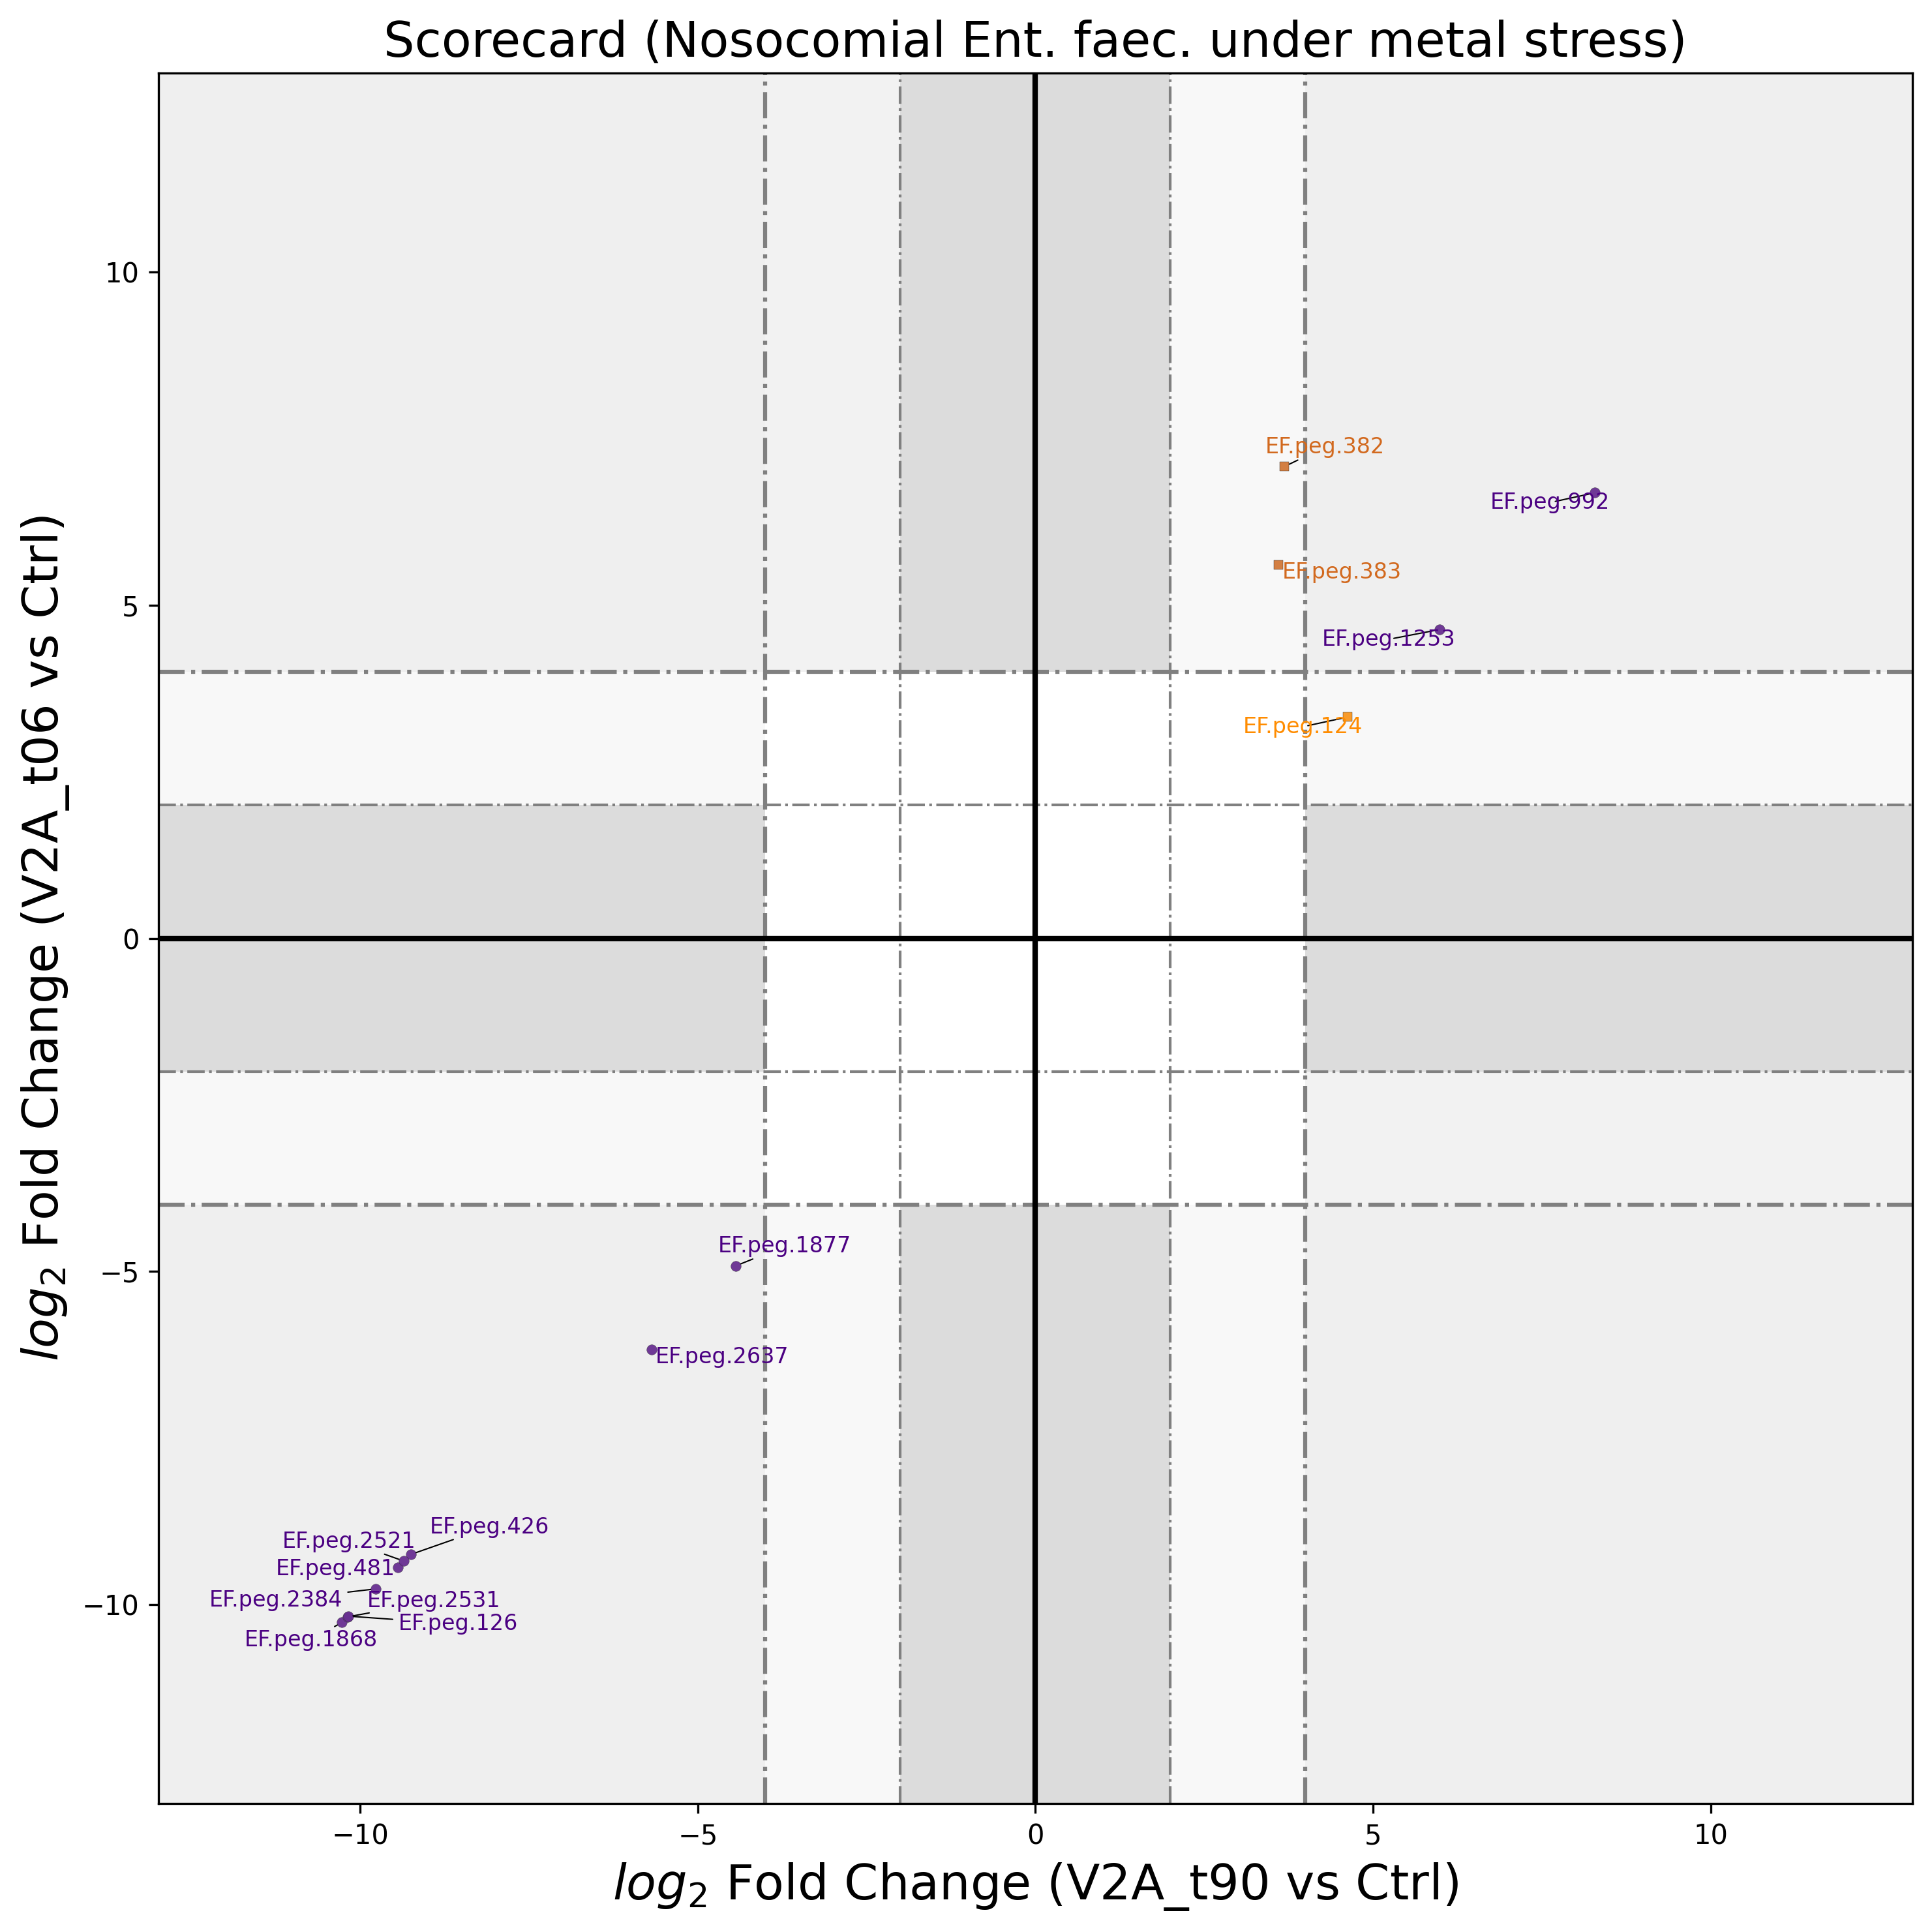 Scorecard (Nosocomial Ent. faec. under metal stress)
log₂ Fold Change (V2A_t06 vs Ctrl)
10
5
0
−5
−10
EF.peg.382
EF.peg.992
EF.peg.383
EF.peg.1253
EF.peg.124
EF.peg.1877
EF.peg.2637
EF.peg.426
EF.peg.2521
EF.peg.481
EF.peg.2384
EF.peg.2531
EF.peg.126
EF.peg.1868
−10
−5
0
5
10
log₂ Fold Change (V2A_t90 vs Ctrl)